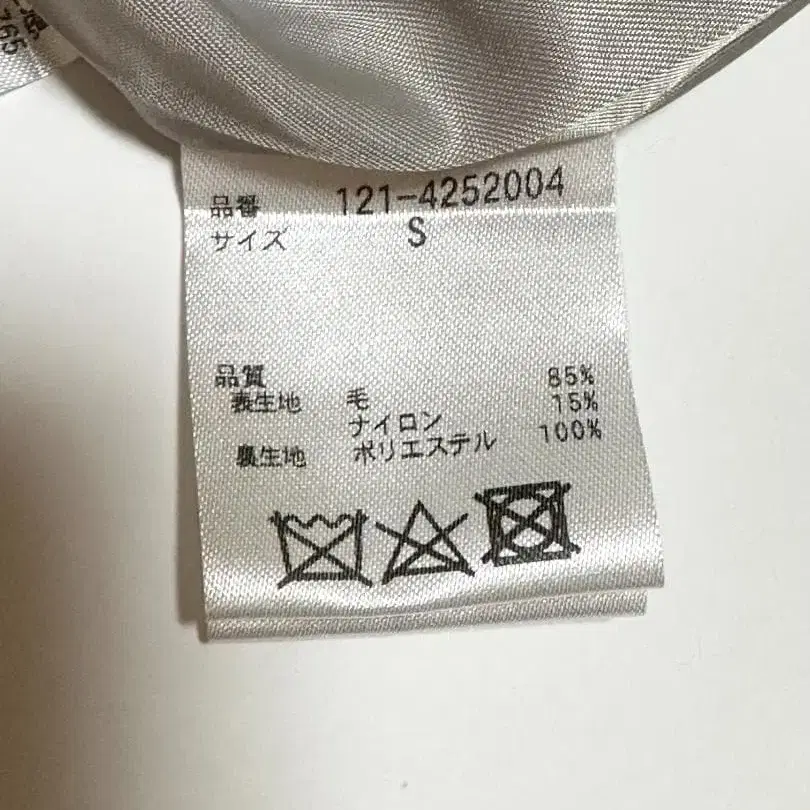 165
品番 121-4252004
サイズ S
品質
表生地 毛 85%
ナイロン 15%
裏生地 ポリエステル 100%